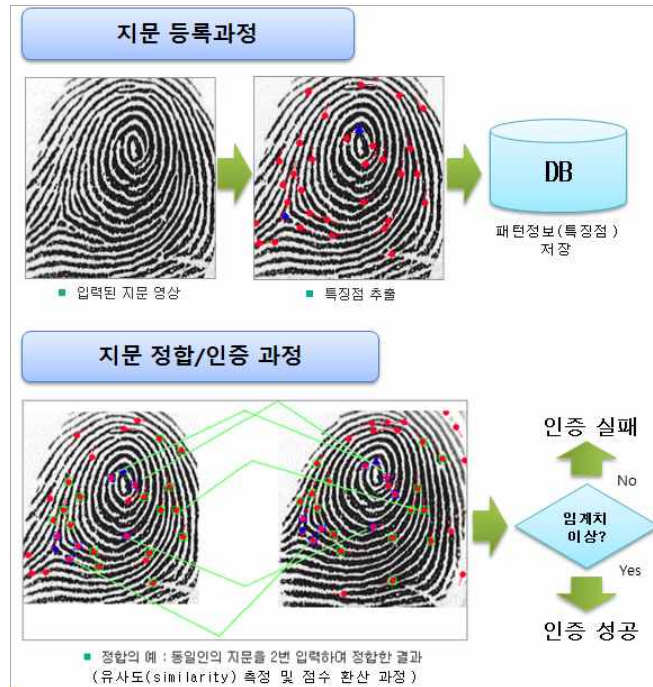 지문 등록과정
DB
패턴정보(특징점)
저장
■ 입력된 지문 영상
■ 특징점 추출
지문 정합/인증 과정
인증 실패
No
임계치
이상?
Yes
인증 성공
■ 정합의 예 : 동일인의 지문을 2번 입력하여 정합한 결과
(유사도(similarity) 측정 및 점수 환산 과정)